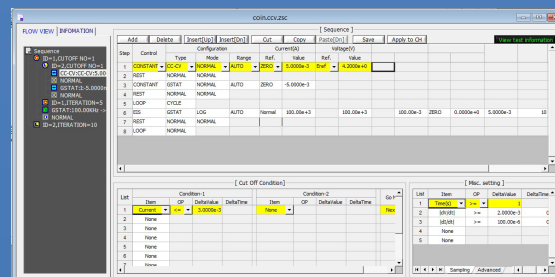 coin.ccv.zsc
FLOW VIEW INFOMATION
Sequence
ID=1,CUTOFF NO=1
ID=2,CUTOFF NO=1
CC-CV:CC-CV:5.00
NORMAL
GSTAT:I:-5.0000m
NORMAL
ID=1,ITERATION=5
GSTAT:100.00KHz ->
NORMAL
ID=2,ITERATION=10
[ Sequence ]
Add Delete Insert[Up] Insert[Dn] Cut Copy Paste[Dn] Save Apply to CH View test information
Configuration Current(A) Voltage(V)
Step Control Type Mode Range Ref. Value Ref. Value
1 CONSTANT CC-CV NORMAL AUTO ZERO 5.0000e-3 Eref 4.2000e+0
2 REST NORMAL NORMAL
3 CONSTANT GSTAT NORMAL AUTO ZERO -5.0000e-3
4 REST NORMAL NORMAL
5 LOOP CYCLE
6 EIS GSTAT LOG AUTO Normal 100.00e+3 100.00e+3 100.00e-3 ZERO 0.0000e+0 5.0000e-3 10
7 REST NORMAL NORMAL
8 LOOP NORMAL
[ Cut Off Condition]
Condition-1 Condition-2
List Item OP DeltaValue DeltaTime Item OP DeltaValue DeltaTime
1 Current <= 3.0000e-3 None
2 None
3 None
4 None
5 None
6 None
7 None
[ Misc. setting ]
List Item OP DeltaValue DeltaTime
1 Time[s] >= 1
2 |dV/dt| >= 2.0000e-3
3 |dI/dt| >= 100.00e-6
4 None
5 None
Sampling / Advanced /